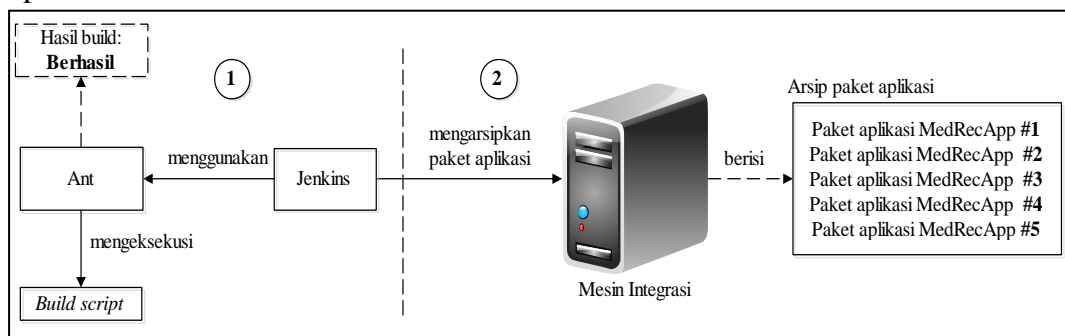 Hasil build:
Berhasil
1
2
Arsip paket aplikasi
mengarsipkan
paket aplikasi
Paket aplikasi MedRecApp #1
Paket aplikasi MedRecApp #2
Paket aplikasi MedRecApp #3
Paket aplikasi MedRecApp #4
Paket aplikasi MedRecApp #5
menggunakan
berisi
Ant
Jenkins
mengeksekusi
Mesin Integrasi
Build script